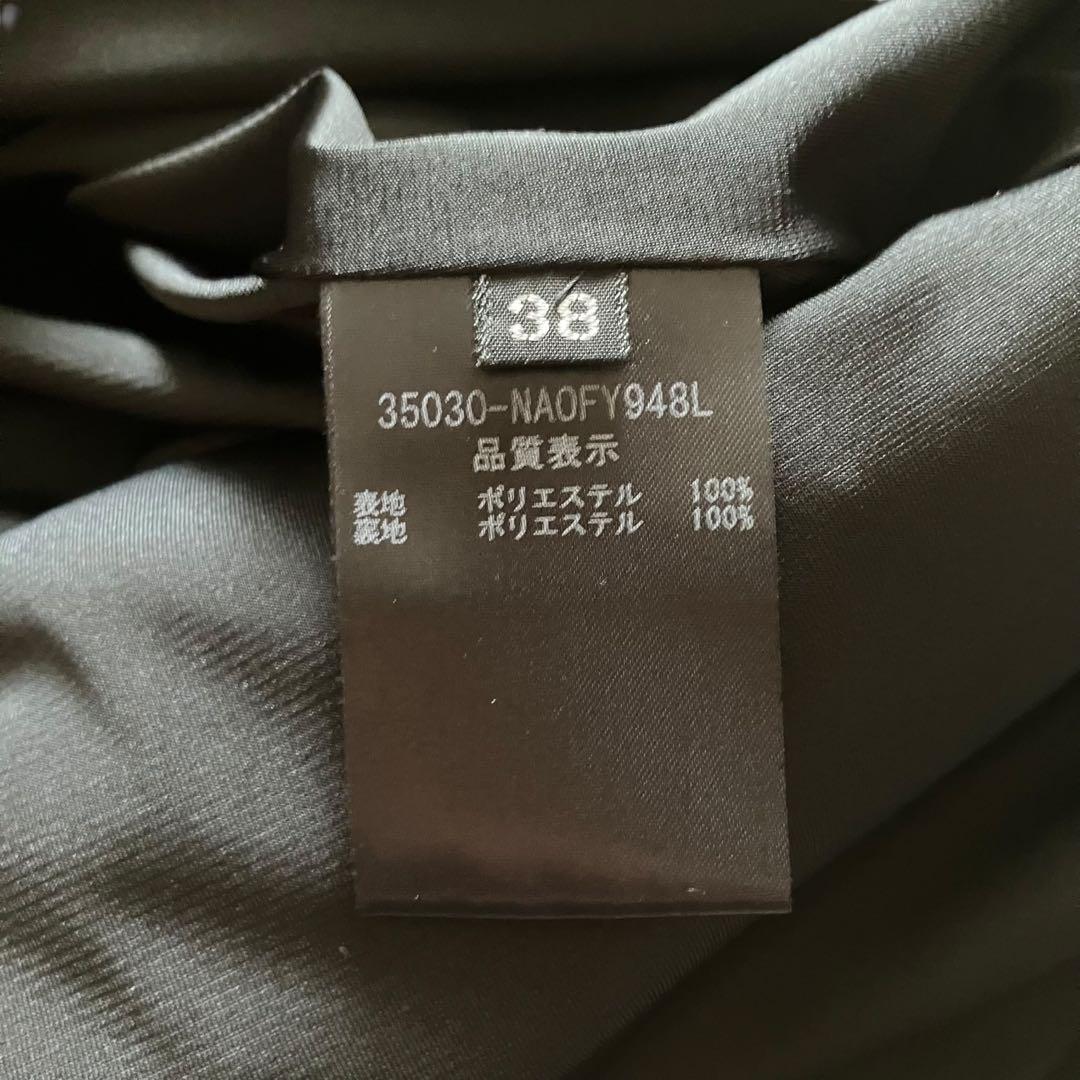 38
35030-NAOFY948L
品質表示
表地 ポリエステル 100%
裏地 ポリエステル 100%